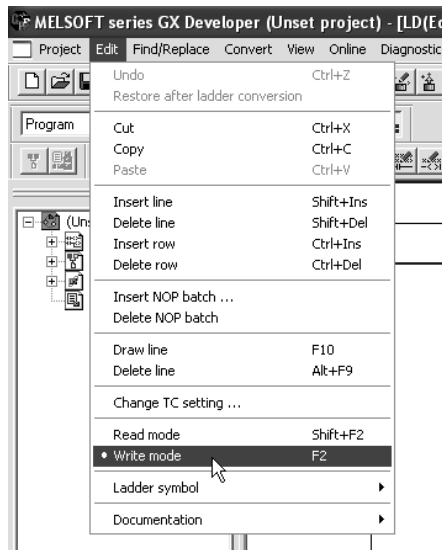 MELSOFT series GX Developer (Unset project) - [LD(Ed
Project Edit Find/Replace Convert View Online Diagnostic
Program
(Uns
Undo Ctrl+Z
Restore after ladder conversion
Cut Ctrl+X
Copy Ctrl+C
Paste Ctrl+V
Insert line Shift+Ins
Delete line Shift+Del
Insert row Ctrl+Ins
Delete row Ctrl+Del
Insert NOP batch ...
Delete NOP batch
Draw line F10
Delete line Alt+F9
Change TC setting ...
Read mode Shift+F2
Write mode F2
Ladder symbol
Documentation